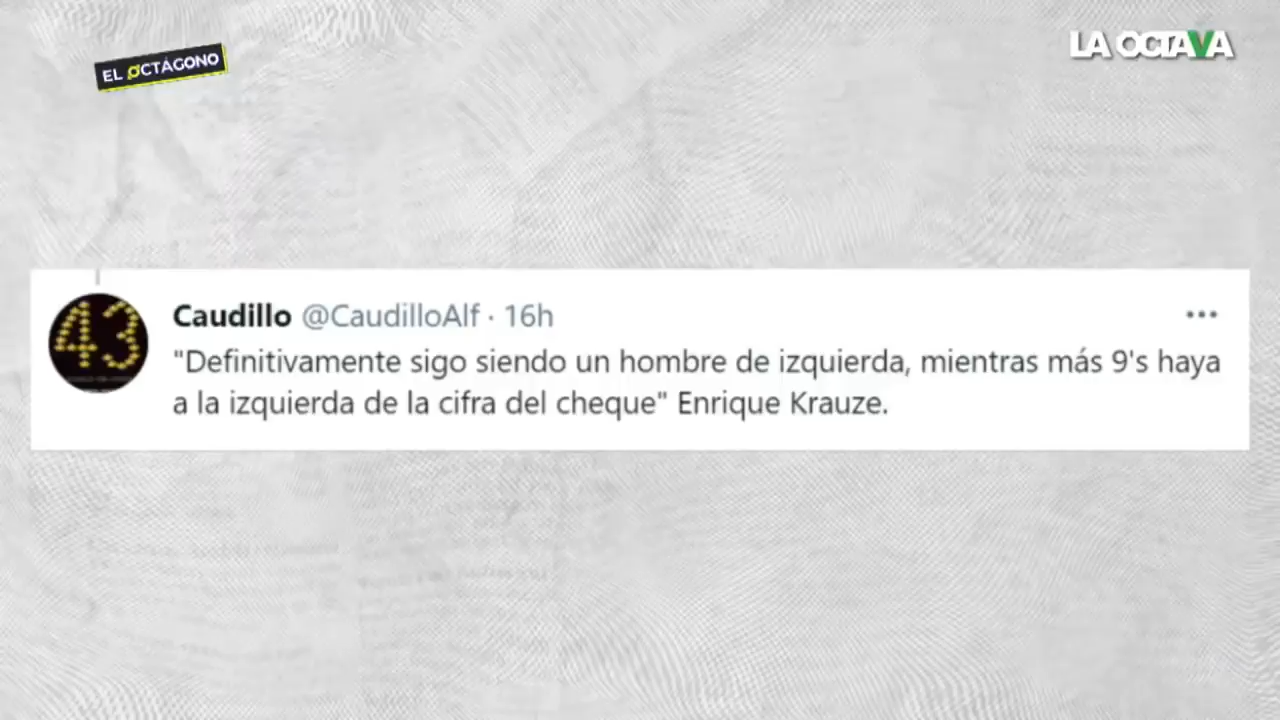 EL OCTÁGONO
LA OCTAVA
43
Caudillo @CaudilloAlf · 16h
"Definitivamente sigo siendo un hombre de izquierda, mientras más 9's haya
a la izquierda de la cifra del cheque" Enrique Krauze.